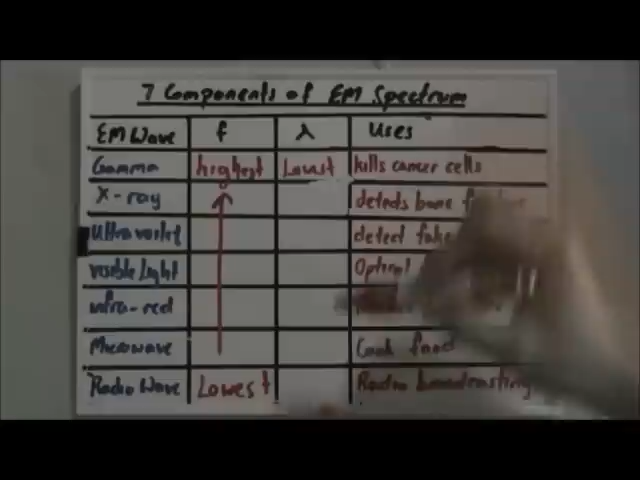 7 Components of EM Spectrum
EM Wave f λ Uses
Gamma highest Lowest kills cancer cells
X-ray detects bone
Ultraviolet detect fake
Visible Light
infra-red
Microwave Cook food
Radio Wave Lowest Radio broadcasting